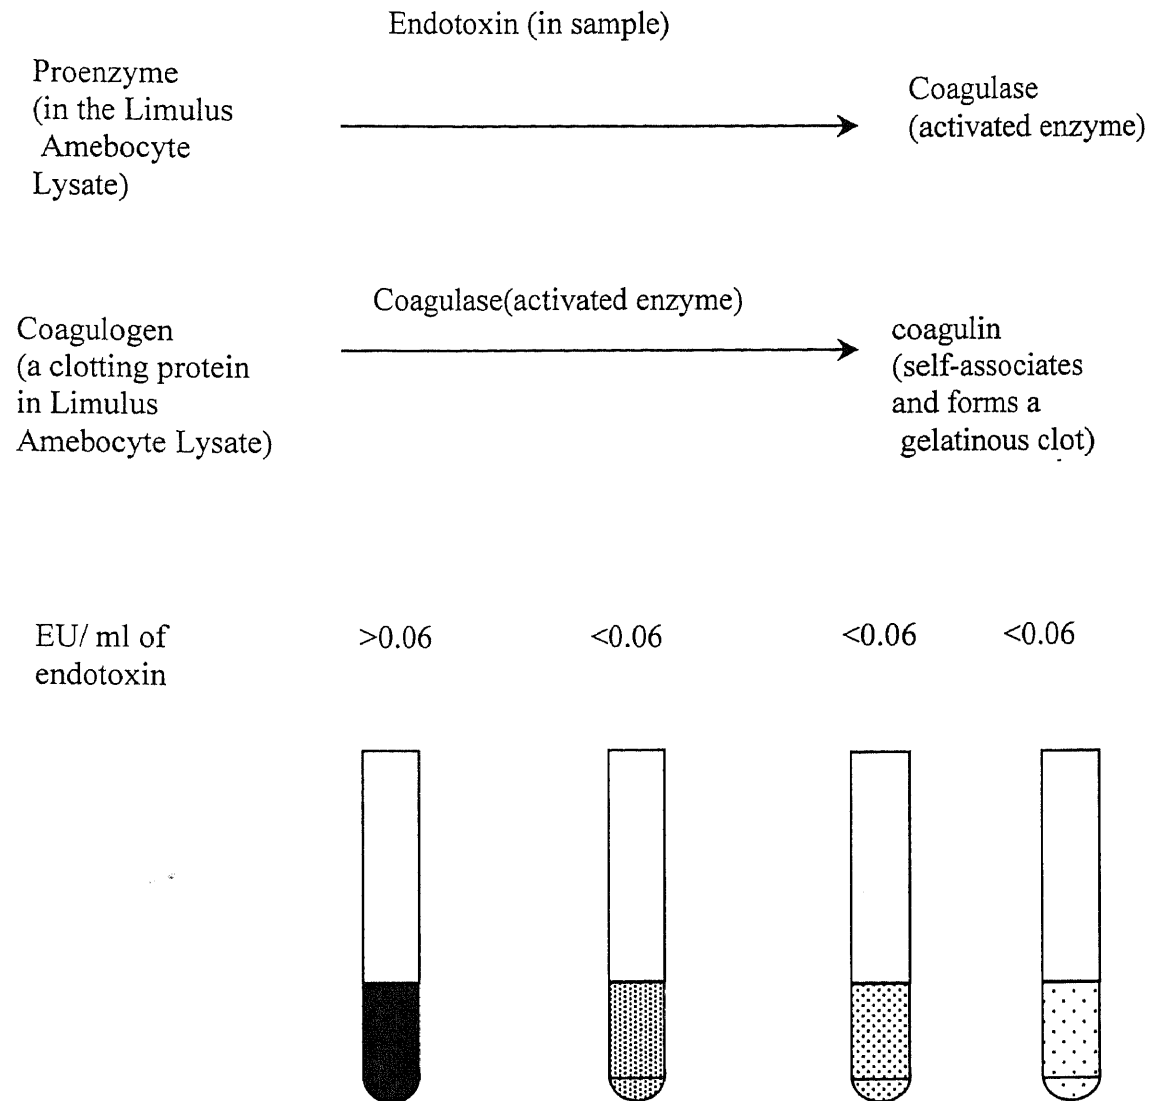 Endotoxin (in sample)
Proenzyme
(in the Limulus
Amebocyte
Lysate)
Coagulase
(activated enzyme)
Coagulase(activated enzyme)
Coagulogen
(a clotting protein
in Limulus
Amebocyte Lysate)
coagulin
(self-associates
and forms a
gelatinous clot)
EU/ ml of
endotoxin
>0.06 <0.06 <0.06 <0.06